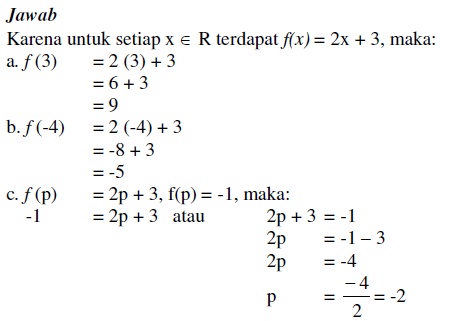 Jawab
Karena untuk setiap x ∈ R terdapat f(x) = 2x + 3, maka:
a. f (3) = 2 (3) + 3
= 6 + 3
= 9
b. f (-4) = 2 (-4) + 3
= -8 + 3
= -5
c. f (p) = 2p + 3, f(p) = -1, maka:
-1 = 2p + 3 atau 2p + 3 = -1
2p = -1 – 3
2p = -4
p = −4/2 = -2